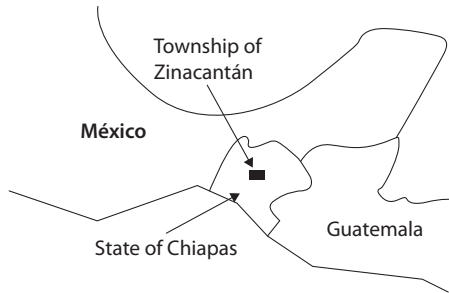 Township of
Zinacantán
México
State of Chiapas
Guatemala